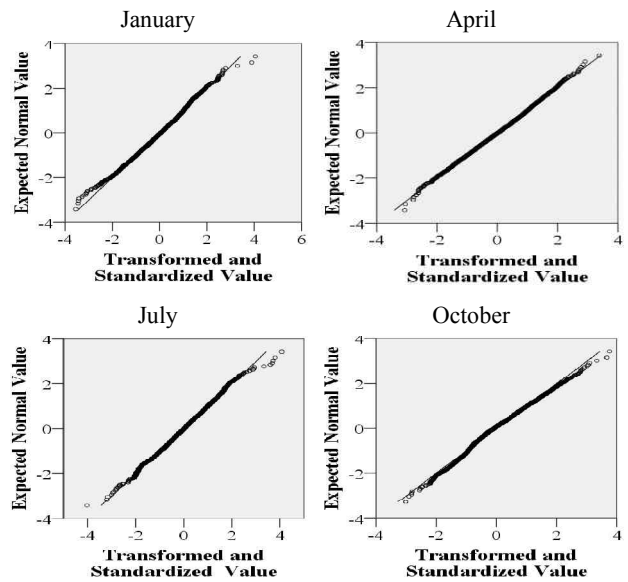 January
April
Expected Normal Value
4
2
0
-2
-4
-4
-2
0
2
4
6
Transformed and
Standardized Value
Expected Normal Value
4
2
0
-2
-4
-4
-2
0
2
4
Transformed and
Standardized Value
July
October
Expected Normal Value
4
2
0
-2
-4
-4
-2
0
2
4
Transformed and
Standardized Value
Expected Normal Value
4
2
0
-2
-4
-4
-2
0
2
4
Transformed and
Standardized Value